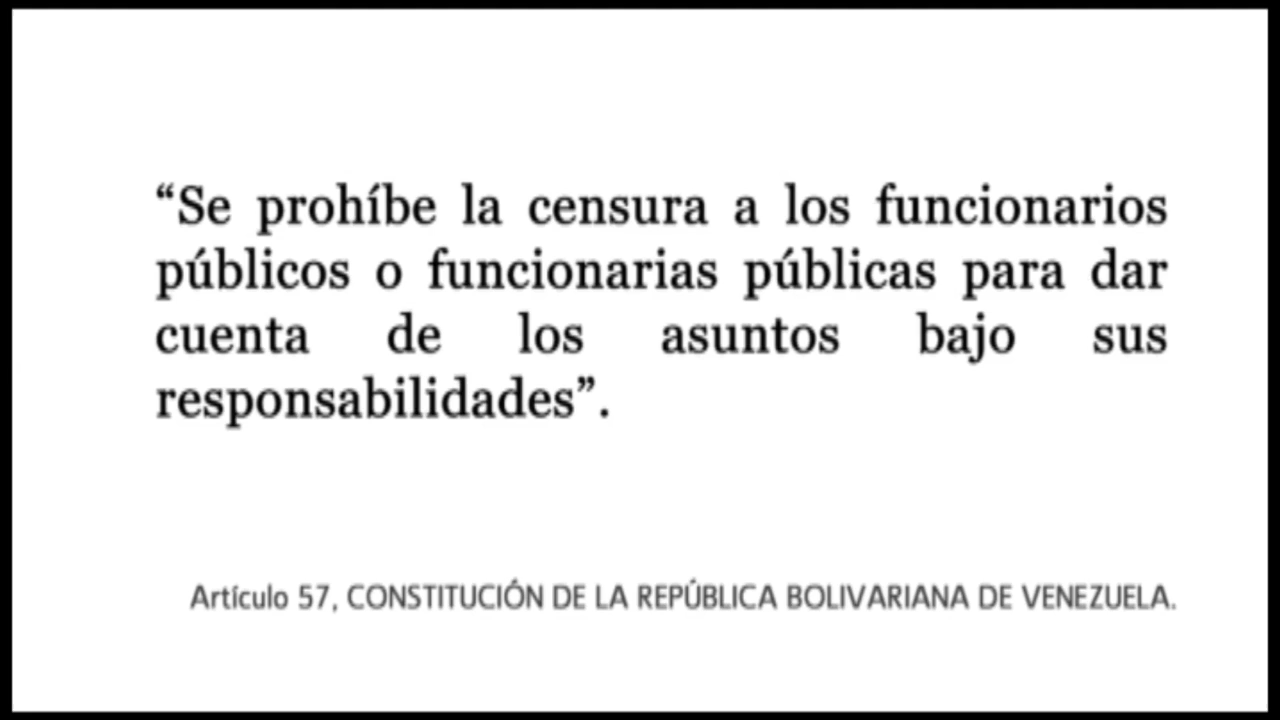 “Se prohíbe la censura a los funcionarios
públicos o funcionarias públicas para dar
cuenta de los asuntos bajo sus
responsabilidades”.
Artículo 57, CONSTITUCIÓN DE LA REPÚBLICA BOLIVARIANA DE VENEZUELA.